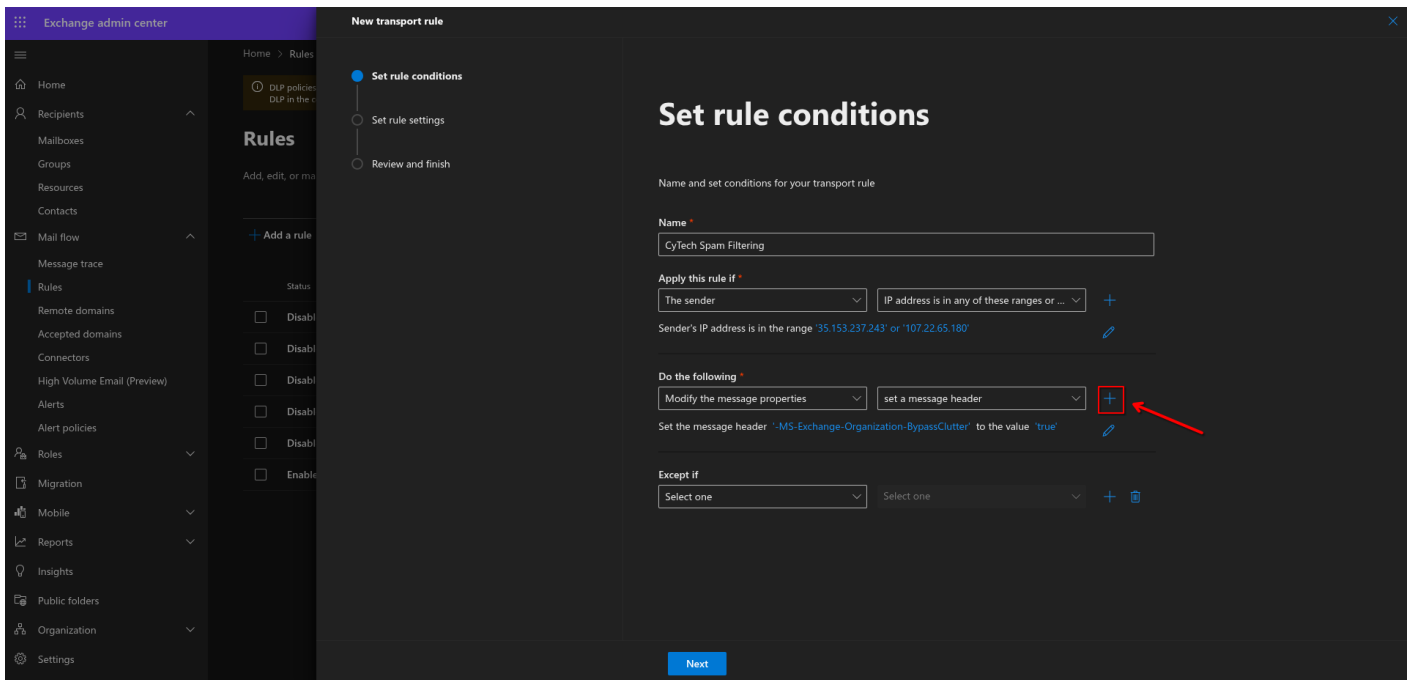 Exchange admin center
New transport rule
Home
Recipients
Mailboxes
Groups
Resources
Contacts
Mail flow
Message trace
Rules
Remote domains
Accepted domains
Connectors
High Volume Email (Preview)
Alerts
Alert policies
Roles
Migration
Mobile
Reports
Insights
Public folders
Organization
Settings
Home > Rules
DLP policies
DLP in the
Rules
Add, edit, or ma
Add a rule
Status
Disabl
Disabl
Disabl
Disabl
Disabl
Enable
Set rule conditions
Set rule settings
Review and finish
Set rule conditions
Name and set conditions for your transport rule
Name *
CyTech Spam Filtering
Apply this rule if *
The sender IP address is in any of these ranges or ...
Sender's IP address is in the range '35.153.237.243' or '107.22.65.180'
Do the following *
Modify the message properties set a message header
Set the message header '-MS-Exchange-Organization-BypassClutter' to the value 'true'
Except if
Select one Select one
Next